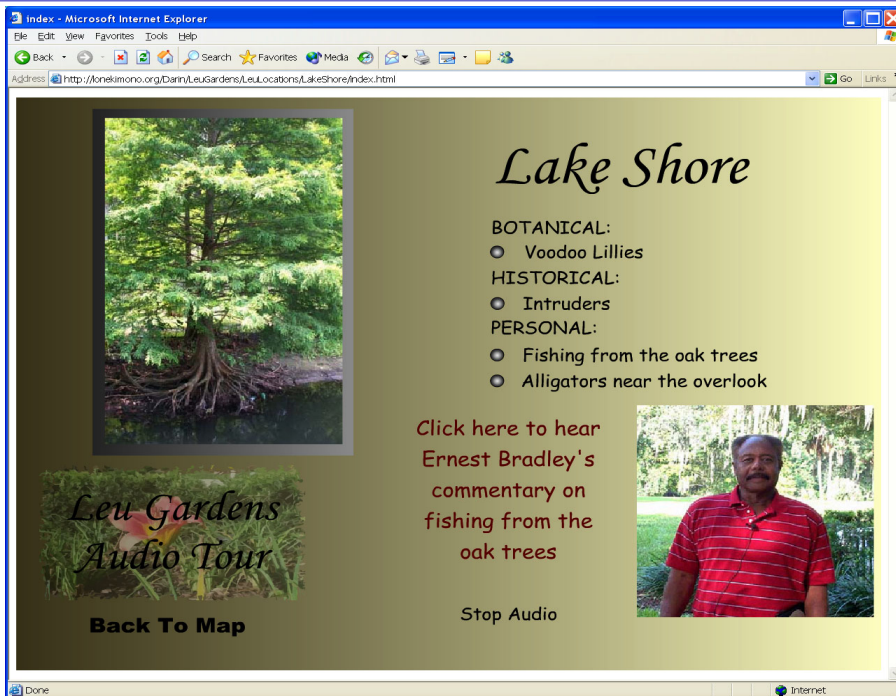 index - Microsoft Internet Explorer
File Edit View Favorites Tools Help
Back Search Favorites Media
Address http://lonekimono.org/Darin/LeuGardens/LeuLocations/LakeShore/index.html Go Links
Lake Shore
BOTANICAL:
Voodoo Lillies
HISTORICAL:
Intruders
PERSONAL:
Fishing from the oak trees
Alligators near the overlook
Click here to hear
Ernest Bradley's
commentary on
fishing from the
oak trees
Stop Audio
Leu Gardens
Audio Tour
Back To Map
Done Internet